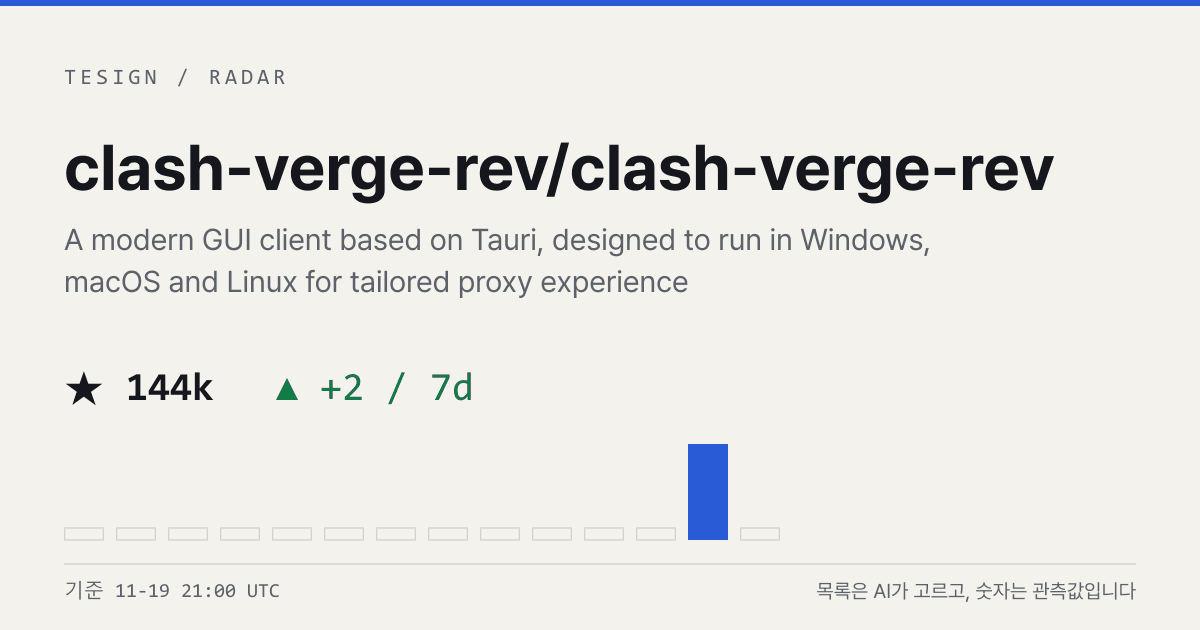 TESIGN / RADAR
clash-verge-rev/clash-verge-rev
A modern GUI client based on Tauri, designed to run in Windows,
macOS and Linux for tailored proxy experience
★ 144k ▲ +2 / 7d
기준 11-19 21:00 UTC
목록은 AI가 고르고, 숫자는 관측값입니다